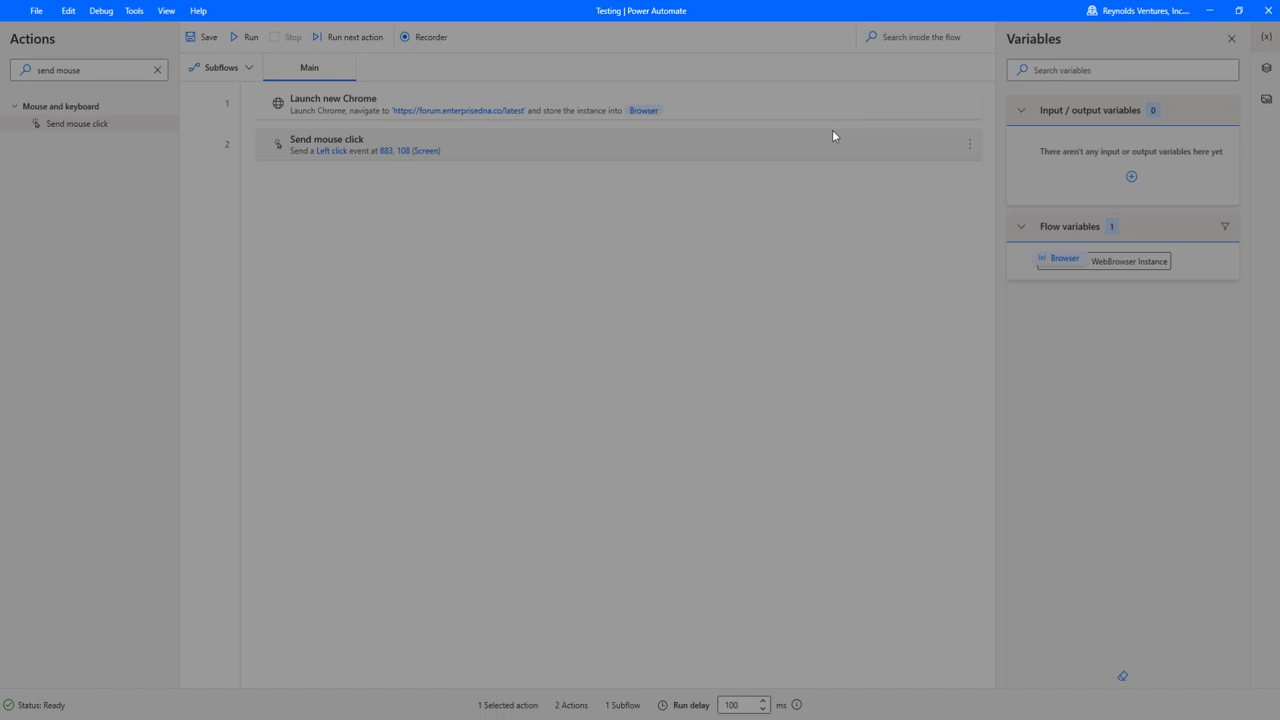 File Edit Debug Tools View Help Testing | Power Automate Reynolds Ventures, Inc....
Actions
send mouse
Mouse and keyboard
Send mouse click
Save Run Stop Run next action Recorder Search inside the flow
Subflows Main
1 Launch new Chrome
Launch Chrome, navigate to 'https://forum.enterprisedna.co/latest' and store the instance into Browser
2 Send mouse click
Send a Left click event at 883, 108 (Screen)
Variables
Search variables
Input / output variables 0
There aren't any input or output variables here yet
Flow variables 1
(x) Browser WebBrowser Instance
{x}
Status: Ready 1 Selected action 2 Actions 1 Subflow Run delay 100 ms